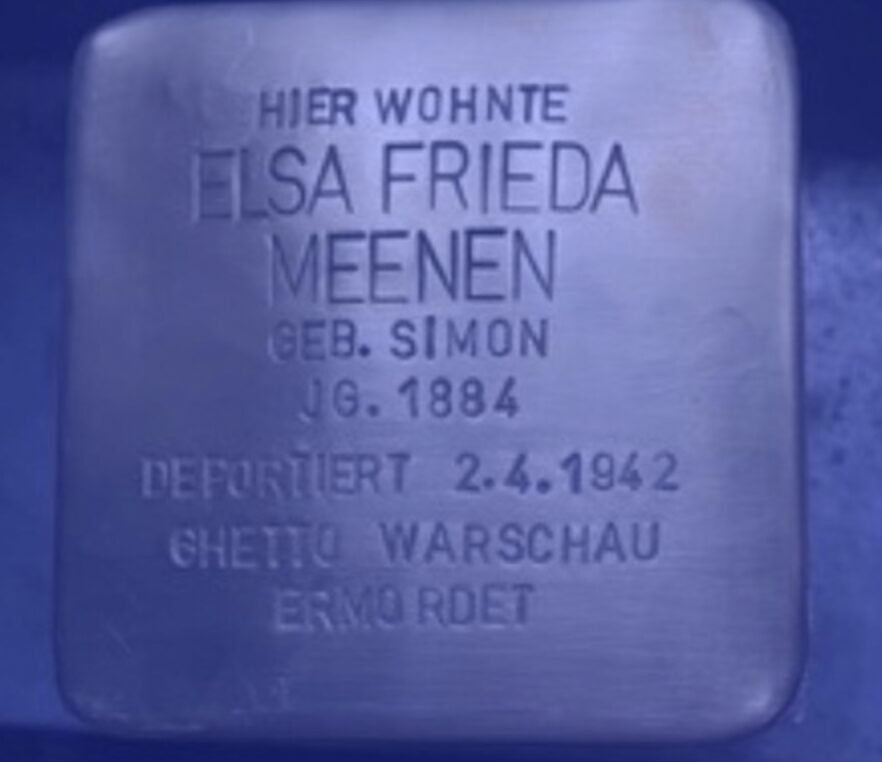 HIER WOHNTE
ELSA FRIEDA
MEENEN
GEB. SIMON
JG. 1884
DEPORTIERT 2.4.1942
GHETTO WARSCHAU
ERMORDET